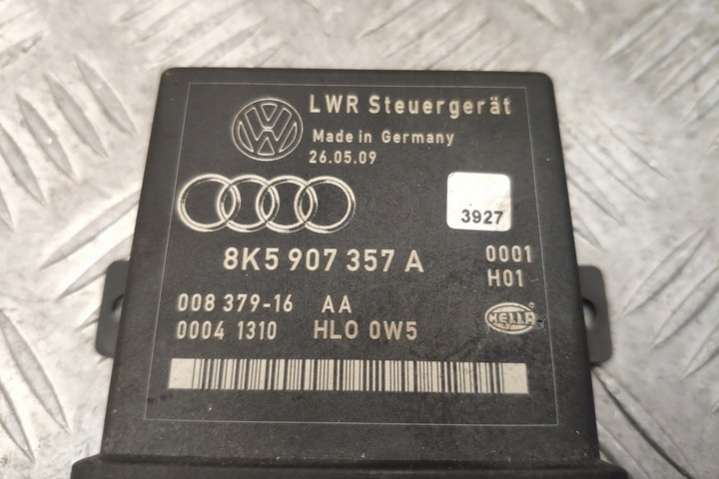 LWR Steuergerät
Made in Germany
26.05.09
3927
8K5 907 357 A 0001
H01
008 379-16 AA
0004 1310 HLO 0W5
HELLA